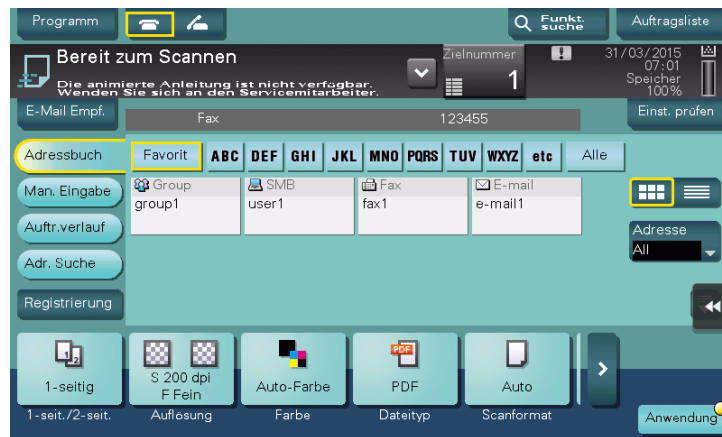 Programm
Funkt.
suche
Auftragsliste
Bereit zum Scannen
Die animierte Anleitung ist nicht verfügbar.
Wenden Sie sich an den Servicemitarbeiter.
Zielnummer
1
31/03/2015
07:01
Speicher
100%
E-Mail Empf.
Fax
123455
Einst. prüfen
Adressbuch
Favorit ABC DEF GHI JKL MNO PQRS TUV WXYZ etc Alle
Man. Eingabe
Group
group1
SMB
user1
Fax
fax1
E-mail
e-mail1
Auftr.verlauf
Adresse
All
Adr. Suche
Registrierung
1 2
1-seitig
1-seit./2-seit.
S 200 dpi
F Fein
Auflösung
Auto-Farbe
Farbe
PDF
PDF
Dateityp
Auto
Scanformat
Anwendung